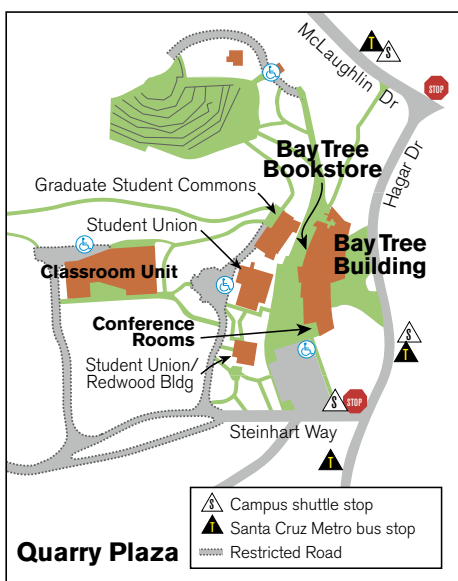 McLaughlin Dr
T
S
STOP
Hagar Dr
Bay Tree
Bookstore
Graduate Student Commons
Student Union
Bay Tree
Building
Classroom Unit
Conference
Rooms
Student Union/
Redwood Bldg
S
T
S
STOP
Steinhart Way
T
S Campus shuttle stop
T Santa Cruz Metro bus stop
Restricted Road
Quarry Plaza